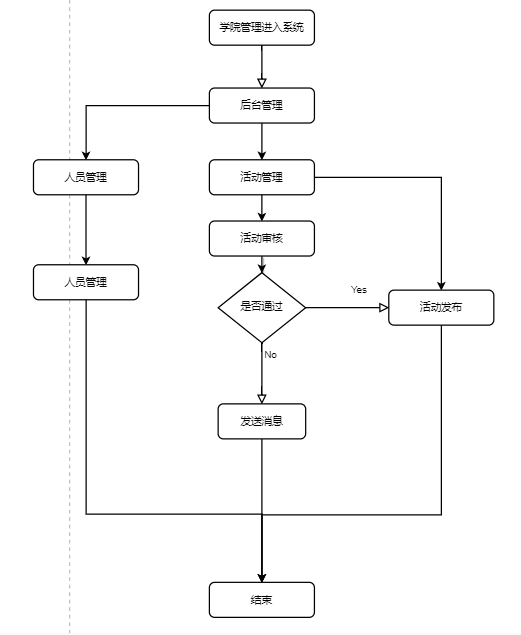 学院管理进入系统
后台管理
人员管理
活动管理
活动审核
人员管理
是否通过
Yes
活动发布
No
发送消息
结束